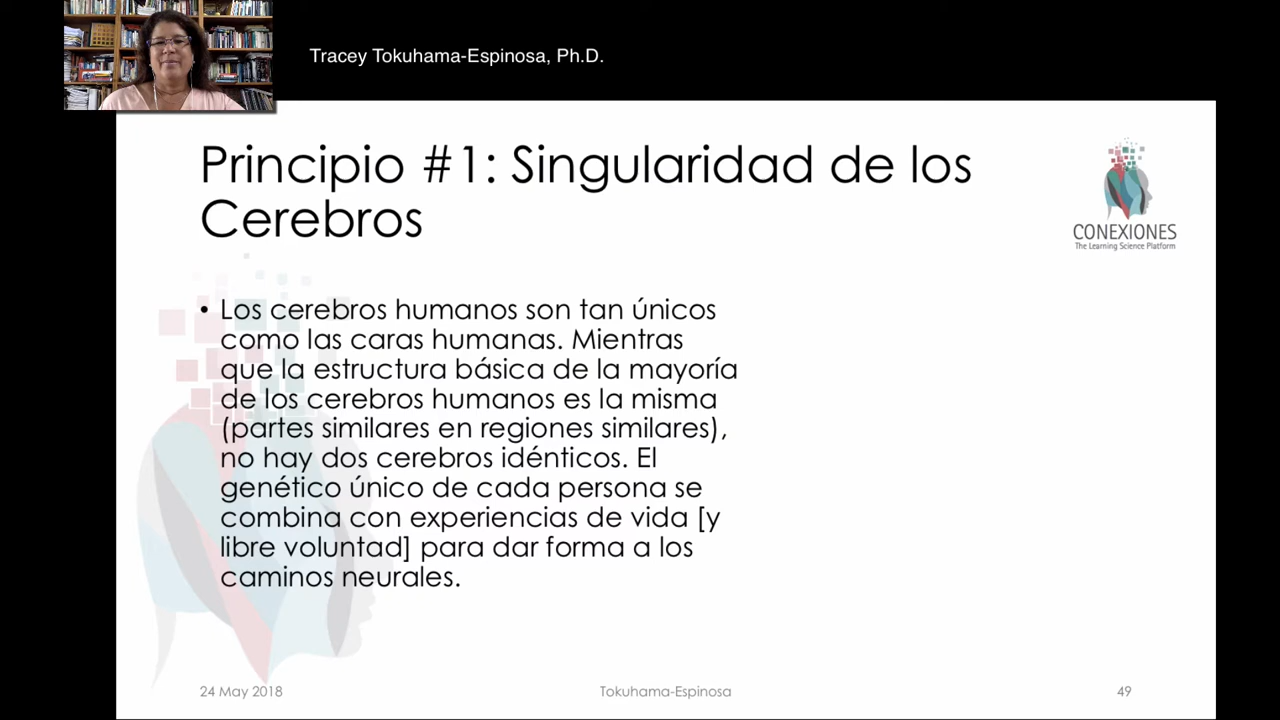 Tracey Tokuhama-Espinosa, Ph.D.
Principio #1: Singularidad de los
Cerebros
CONEXIONES
The Learning Science Platform
• Los cerebros humanos son tan únicos
como las caras humanas. Mientras
que la estructura básica de la mayoría
de los cerebros humanos es la misma
(partes similares en regiones similares),
no hay dos cerebros idénticos. El
genético único de cada persona se
combina con experiencias de vida [y
libre voluntad] para dar forma a los
caminos neurales.
24 May 2018
Tokuhama-Espinosa
49